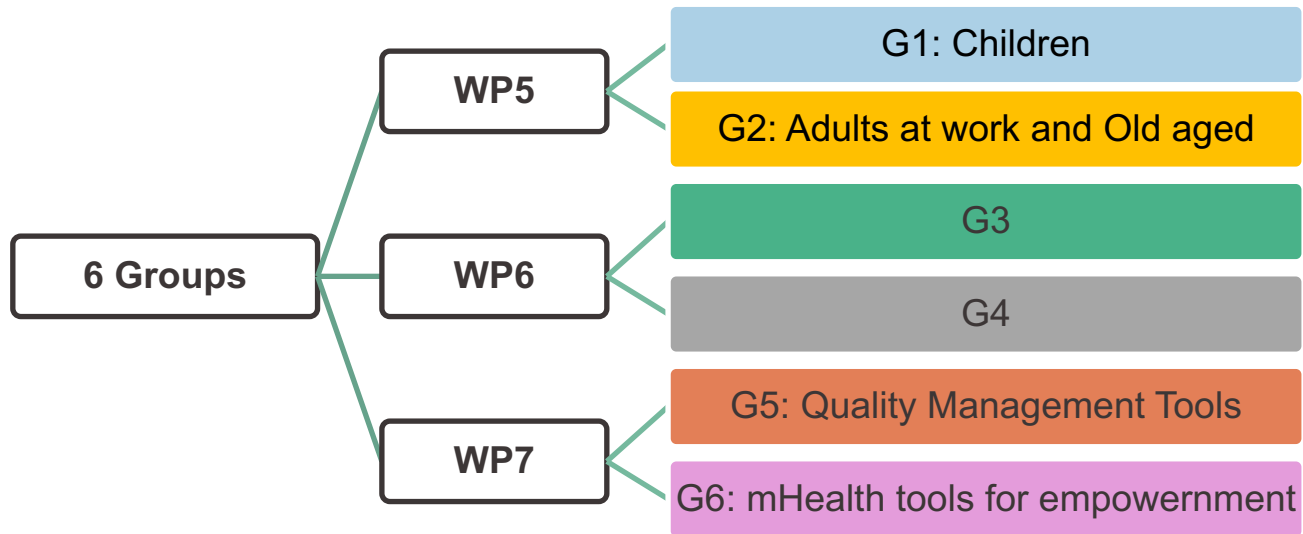 6 Groups
WP5
G1: Children
G2: Adults at work and Old aged
WP6
G3
G4
WP7
G5: Quality Management Tools
G6: mHealth tools for empowernment